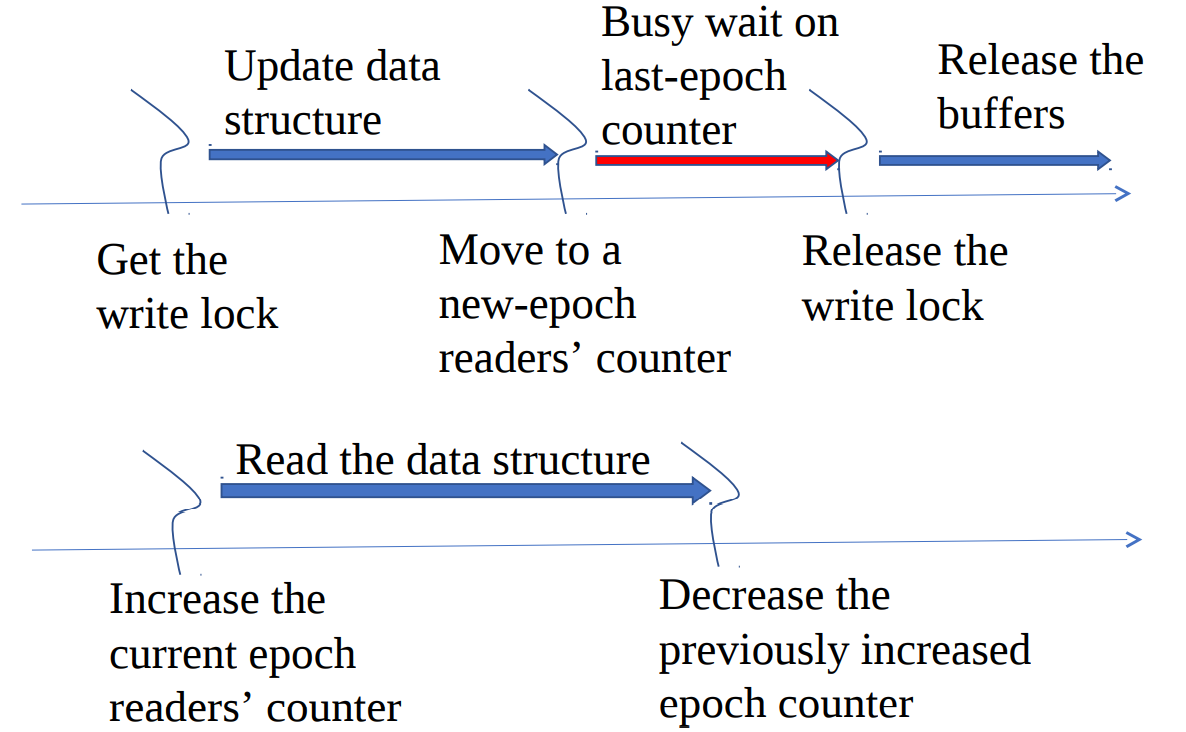 Update data
structure
Busy wait on
last-epoch
counter
Release the
buffers
Get the
write lock
Move to a
new-epoch
readers’ counter
Release the
write lock
Read the data structure
Increase the
current epoch
readers’ counter
Decrease the
previously increased
epoch counter